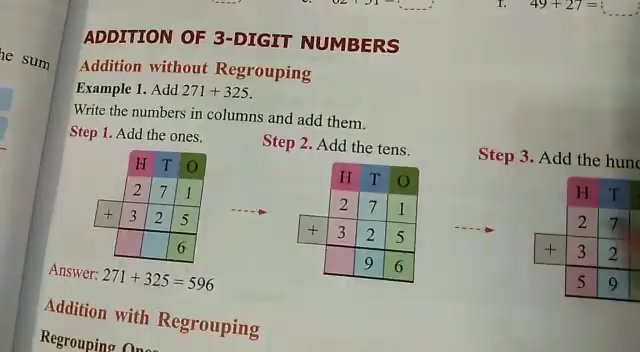 f. 49 + 27 =
ADDITION OF 3-DIGIT NUMBERS
he sum
Addition without Regrouping
Example 1. Add 271 + 325.
Write the numbers in columns and add them.
Step 1. Add the ones.
H T O
2 7 1
+ 3 2 5
6
Step 2. Add the tens.
H T O
2 7 1
+ 3 2 5
9 6
Step 3. Add the hund
H T
2 7
+ 3 2
5 9
Answer: 271 + 325 = 596
Addition with Regrouping
Regrouping Ones